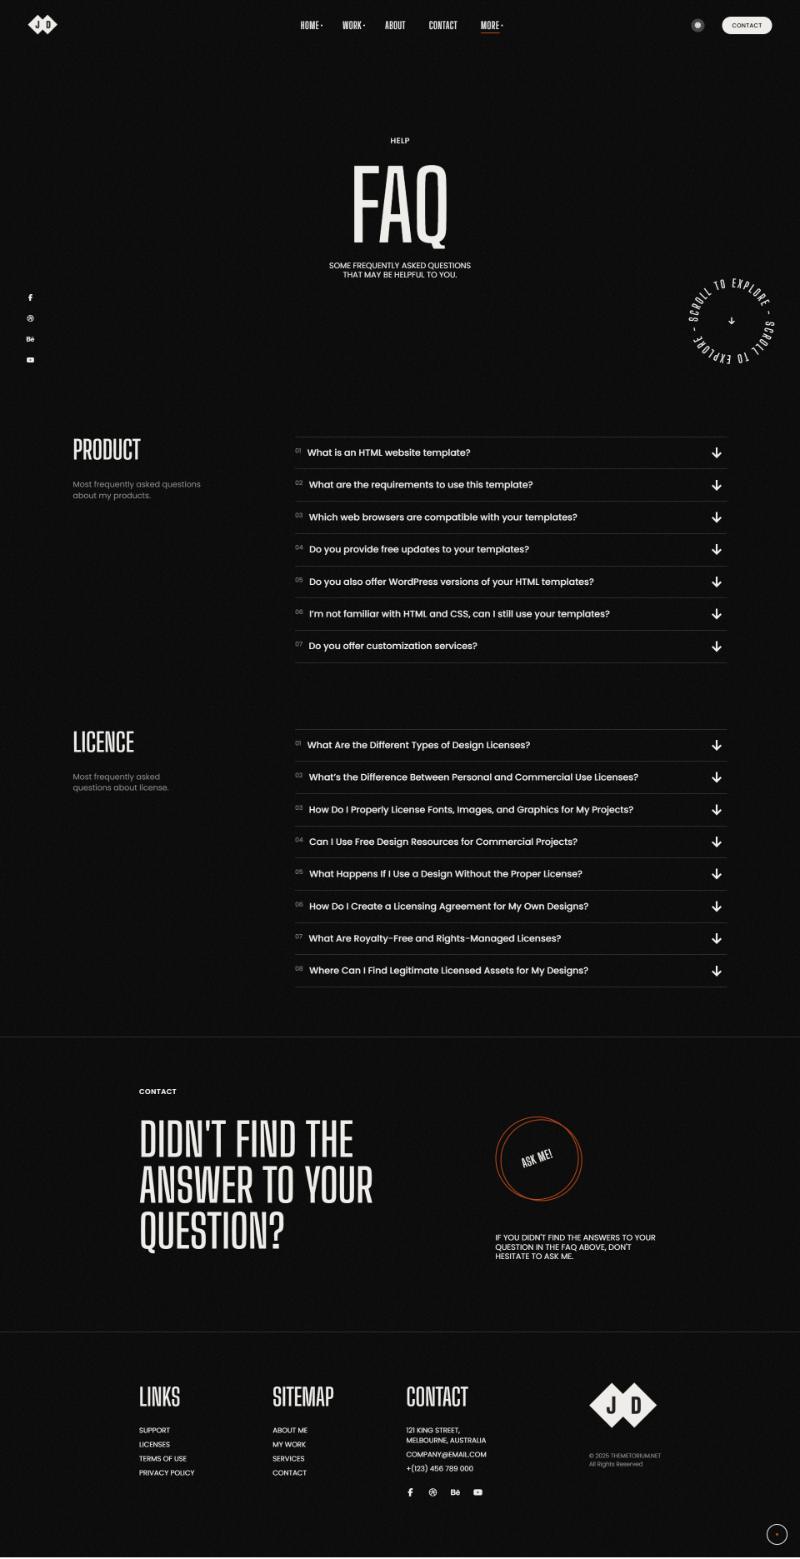 J D
HOME
WORK
ABOUT
CONTACT
MORE
CONTACT
HELP
FAQ
SOME FREQUENTLY ASKED QUESTIONS
THAT MAY BE HELPFUL TO YOU.
Bē
SCROLL TO EXPLORE - SCROLL TO EXPLORE -
PRODUCT
Most frequently asked questions
about my products.
01 What is an HTML website template?
02 What are the requirements to use this template?
03 Which web browsers are compatible with your templates?
04 Do you provide free updates to your templates?
05 Do you also offer WordPress versions of your HTML templates?
06 I'm not familiar with HTML and CSS, can I still use your templates?
07 Do you offer customization services?
LICENCE
Most frequently asked
questions about license.
01 What Are the Different Types of Design Licenses?
02 What's the Difference Between Personal and Commercial Use Licenses?
03 How Do I Properly License Fonts, Images, and Graphics for My Projects?
04 Can I Use Free Design Resources for Commercial Projects?
05 What Happens If I Use a Design Without the Proper License?
06 How Do I Create a Licensing Agreement for My Own Designs?
07 What Are Royalty-Free and Rights-Managed Licenses?
08 Where Can I Find Legitimate Licensed Assets for My Designs?
CONTACT
DIDN'T FIND THE
ANSWER TO YOUR
QUESTION?
ASK ME!
IF YOU DIDN'T FIND THE ANSWERS TO YOUR
QUESTION IN THE FAQ ABOVE, DON'T
HESITATE TO ASK ME.
LINKS
SUPPORT
LICENSES
TERMS OF USE
PRIVACY POLICY
SITEMAP
ABOUT ME
MY WORK
SERVICES
CONTACT
CONTACT
121 KING STREET,
MELBOURNE, AUSTRALIA
COMPANY@EMAIL.COM
+(123) 456 789 000
Bē
J D
© 2025 THEMETORIUM.NET
All Rights Reserved